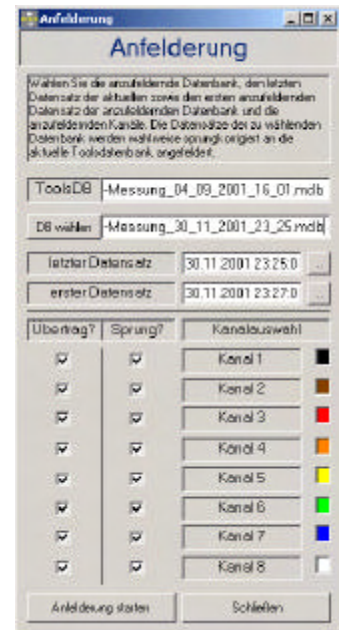 Anfelderung
Anfelderung
Wählen Sie die anzufeldernde Datenbank, den letzten
Datensatz der aktuellen sowie den ersten anzufeldernden
Datensatz der anzufeldernden Datenbank und die
anzufeldernden Kanäle. Die Datensätze der zu wählenden
Datenbank werden wahlweise sprungkorrigiert an die
aktuelle Toolsdatenbank angefeldert.
ToolsDB -Messung_04_09_2001_16_01.mdb
DB wählen -Messung_30_11_2001_23_25.mdb
letzter Datensatz 30.11.2001 23:25:0 ...
erster Datensatz 30.11.2001 23:27:0 ...
Übertrag? Sprung? Kanalauswahl
Kanal 1
Kanal 2
Kanal 3
Kanal 4
Kanal 5
Kanal 6
Kanal 7
Kanal 8
Anfelderung starten Schließen